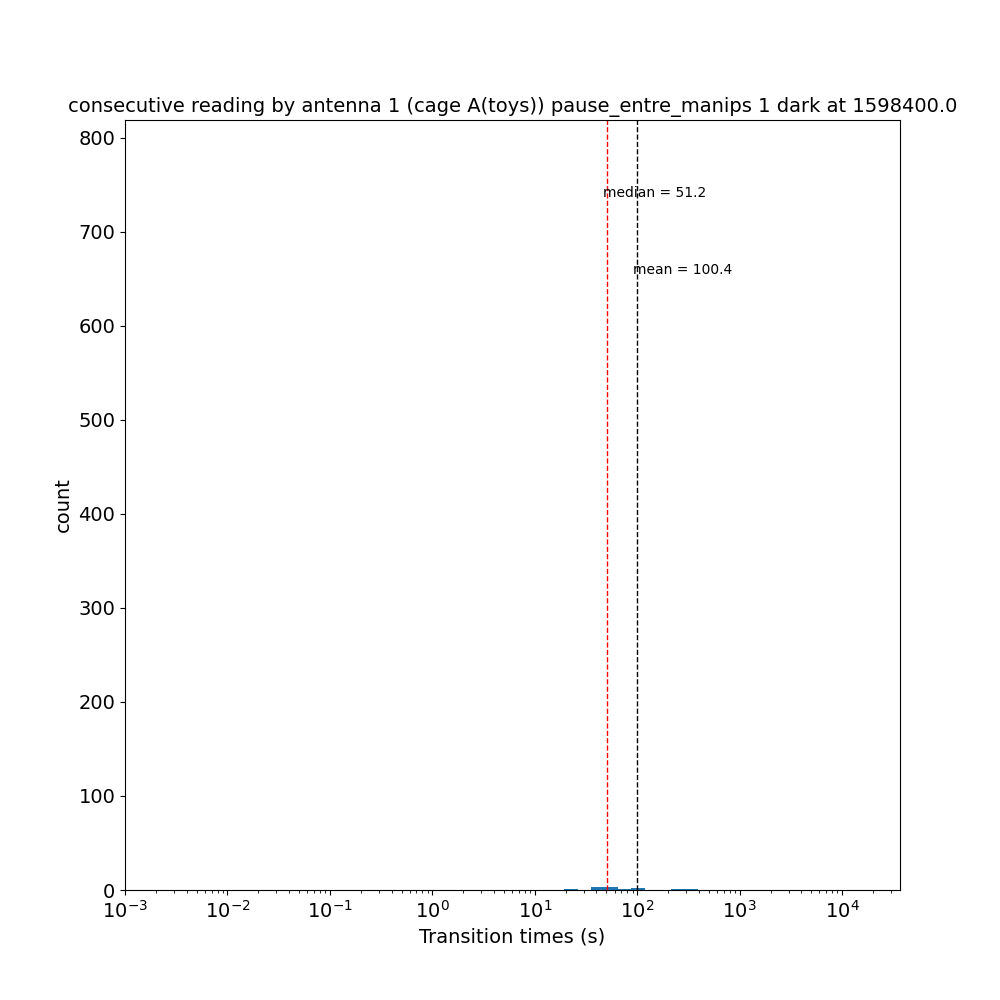 consecutive reading by antenna 1 (cage A(toys)) pause_entre_manips 1 dark at 1598400.0
800
median = 51.2
700
mean = 100.4
600
500
count
400
300
200
100
0
10⁻³ 10⁻² 10⁻¹ 10⁰ 10¹ 10² 10³ 10⁴
Transition times (s)